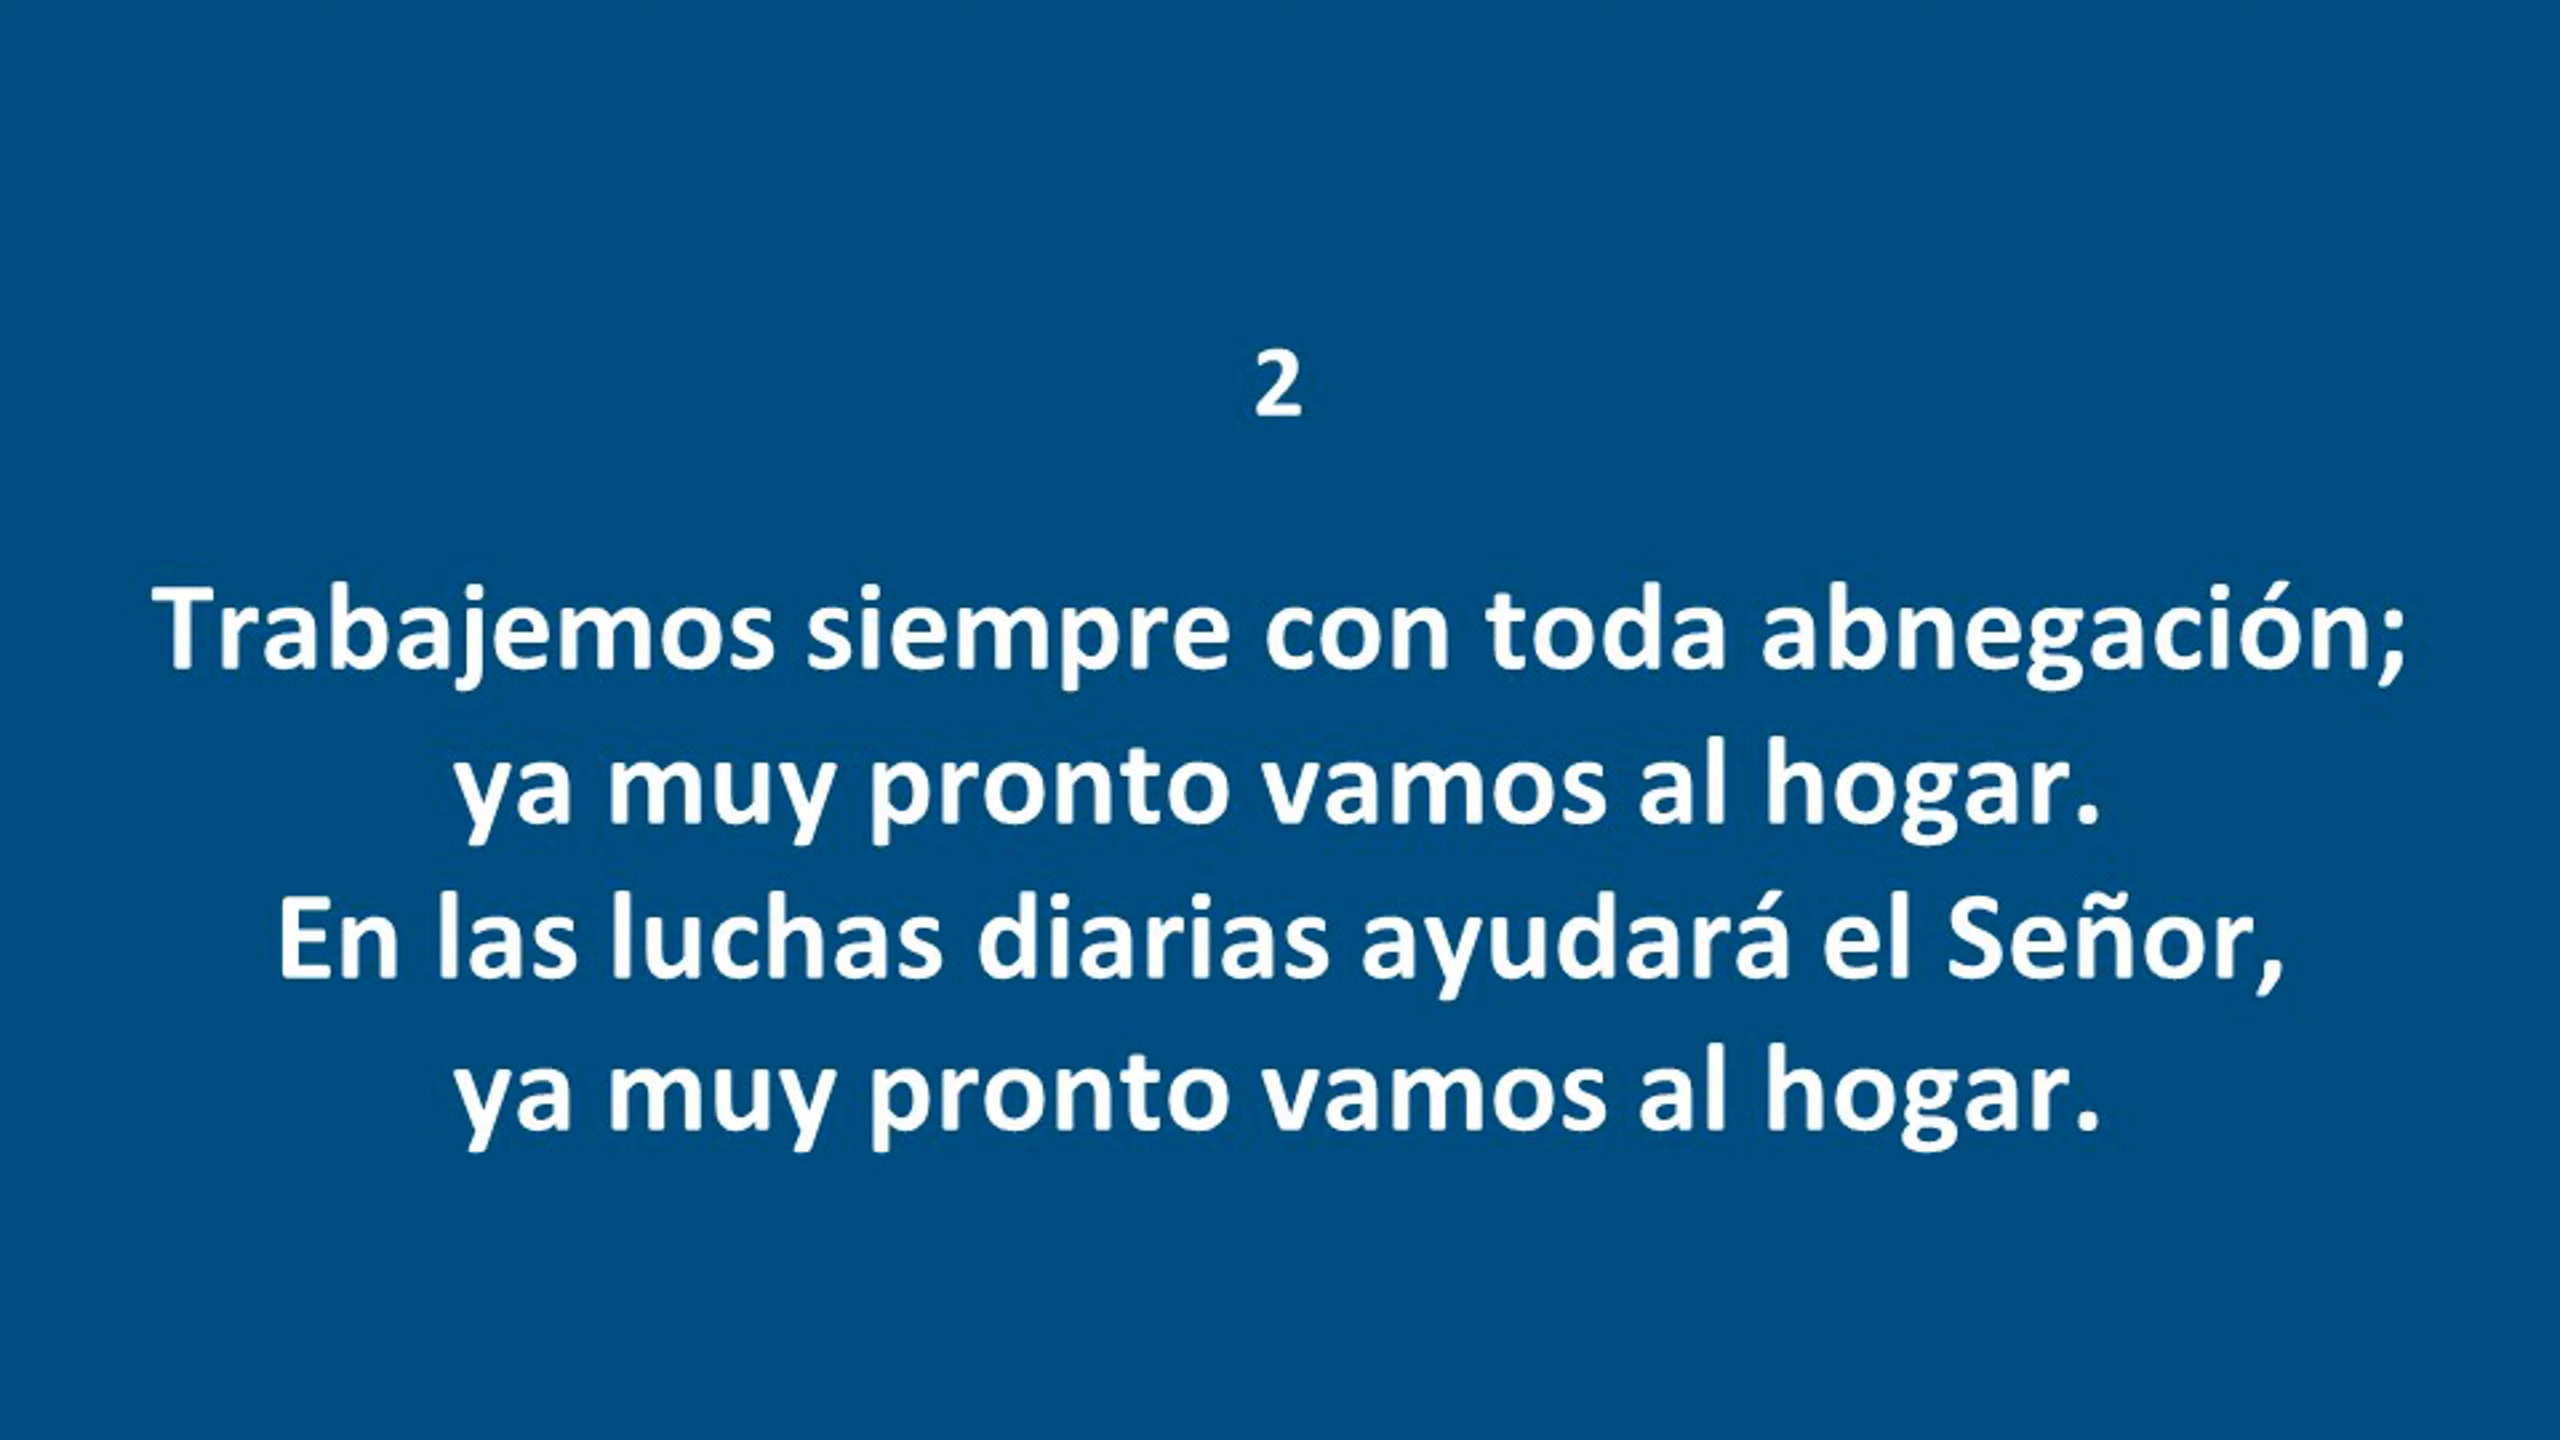 2
Trabajemos siempre con toda abnegación;
ya muy pronto vamos al hogar.
En las luchas diarias ayudará el Señor,
ya muy pronto vamos al hogar.